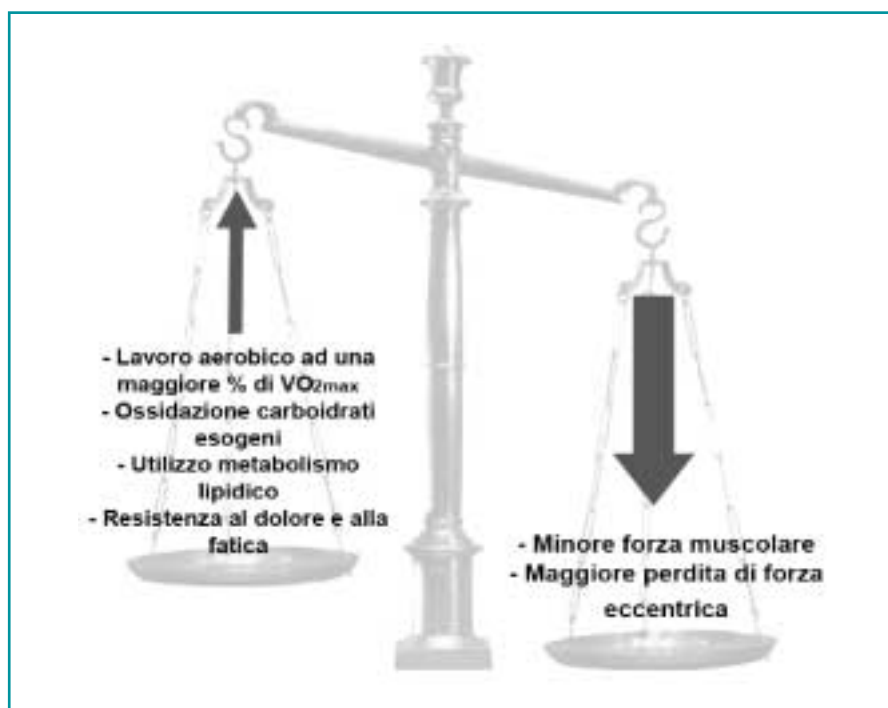 - Lavoro aerobico ad una
maggiore % di VO2max
- Ossidazione carboidrati
esogeni
- Utilizzo metabolismo
lipidico
- Resistenza al dolore e alla
fatica
- Minore forza muscolare
- Maggiore perdita di forza
eccentrica